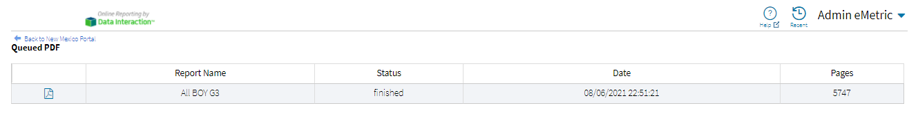 Online Reporting by
Data Interaction™
Help
Recent
Admin eMetric
Back to New Mexico Portal
Queued PDF
Report Name Status Date Pages
All BOY G3 finished 08/06/2021 22:51:21 5747